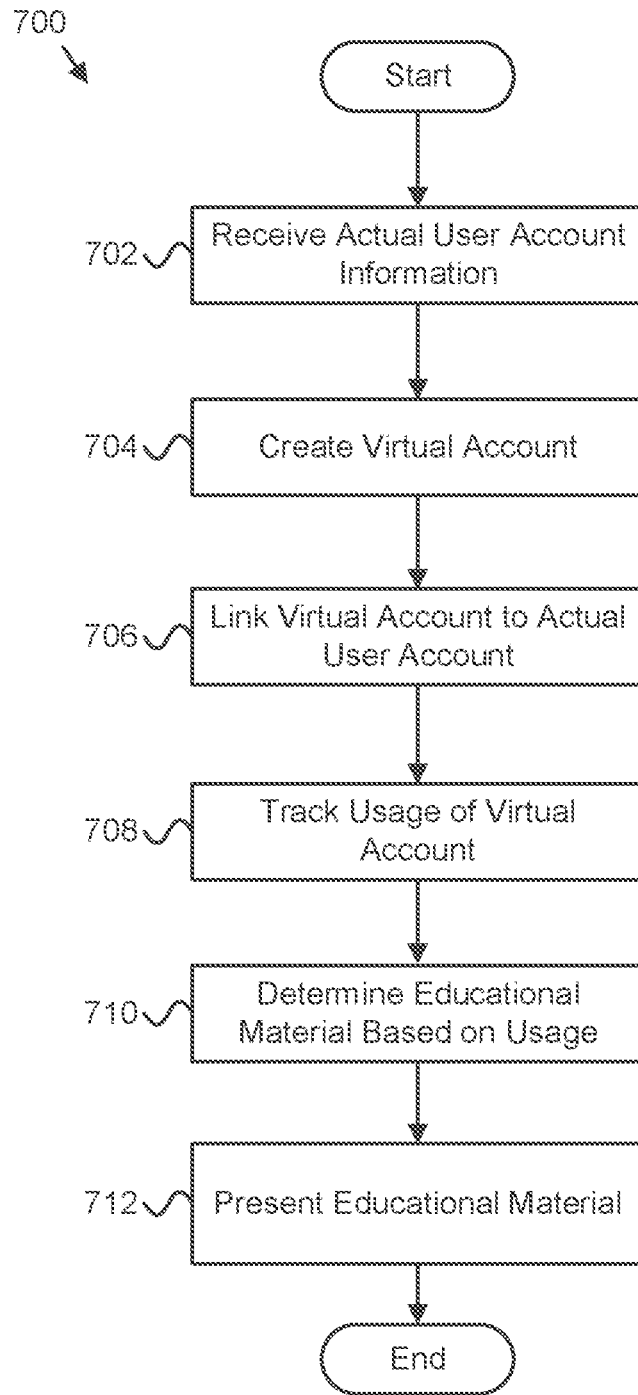 700
Start
702
Receive Actual User Account
Information
704
Create Virtual Account
706
Link Virtual Account to Actual
User Account
708
Track Usage of Virtual
Account
710
Determine Educational
Material Based on Usage
712
Present Educational Material
End